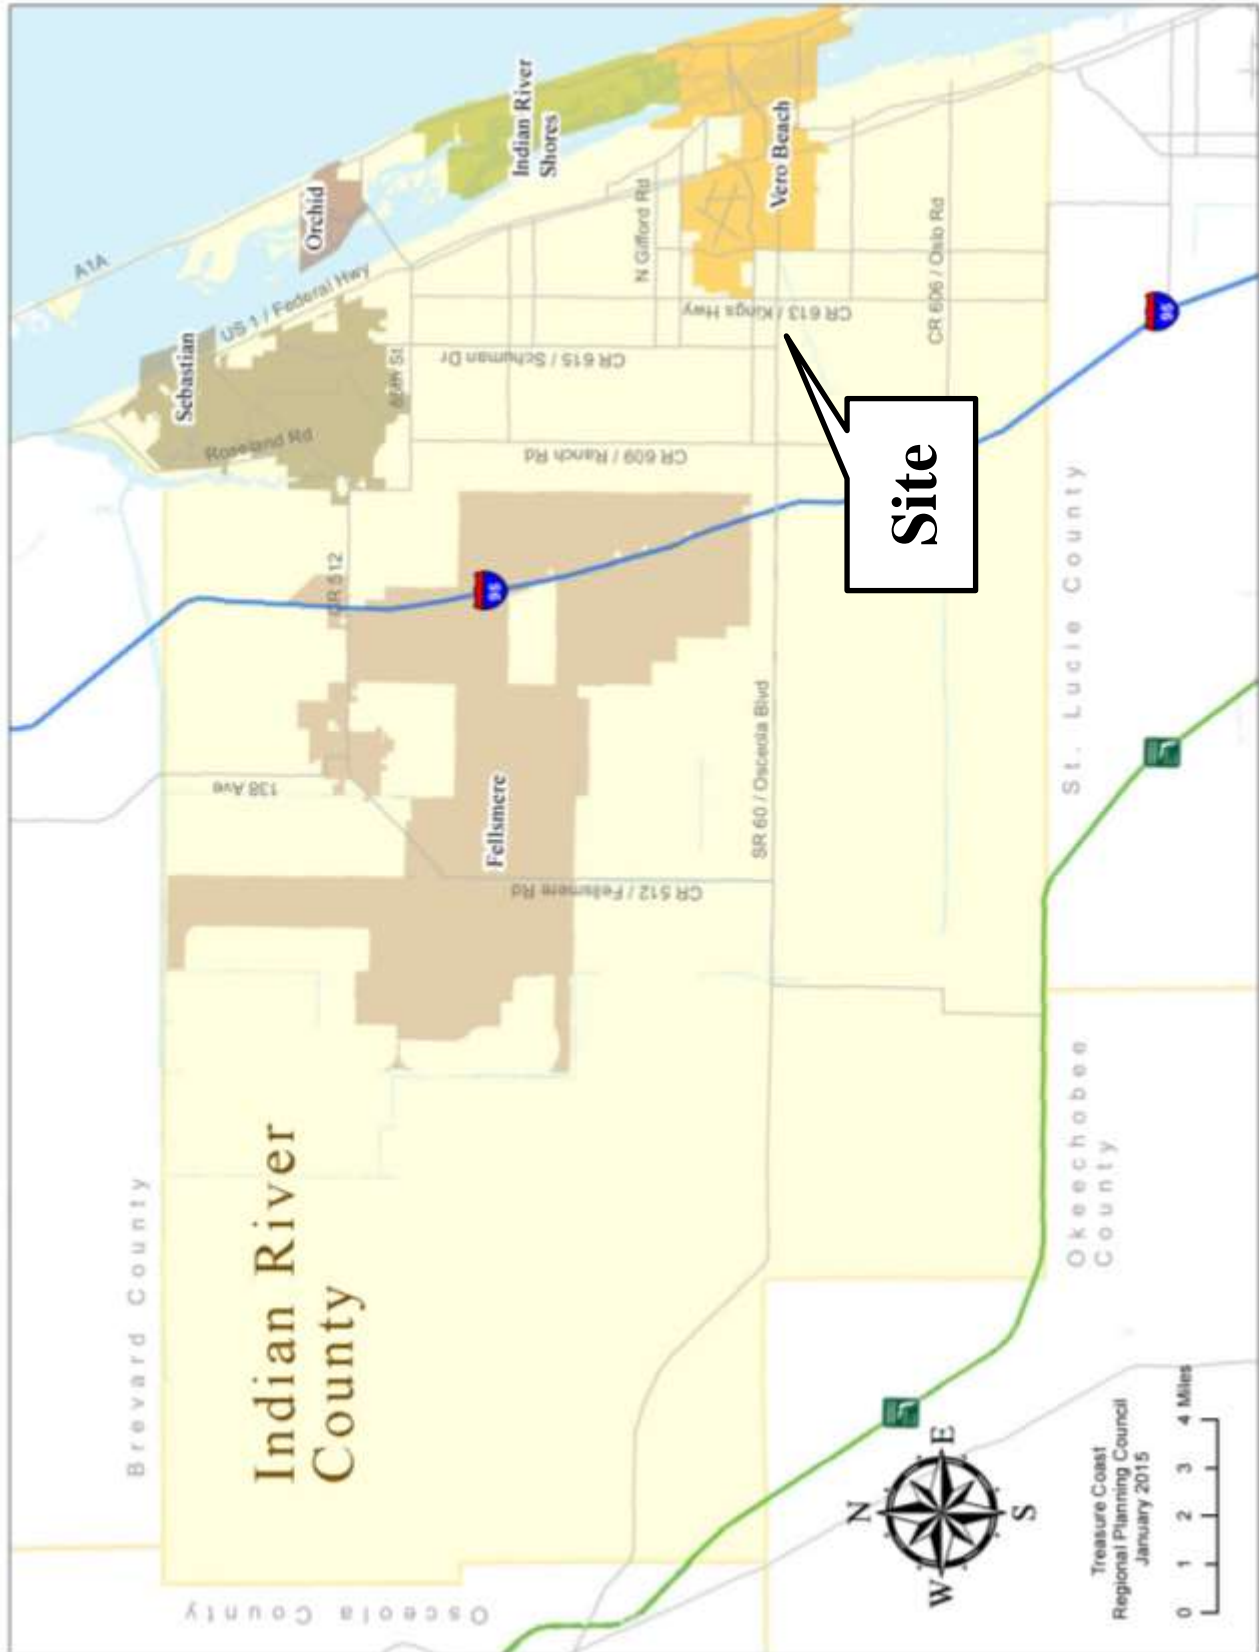 Brevard County
Indian River
County
Osceola County
A1A
US 1 / Federal Hwy
Sebastian
Roseland Rd
Orchid
Indian River
Shores
CR 512
138 Ave
CR 615 / Schuman Dr
CR 609 / Ranch Rd
N Gifford Rd
CR 613 / Kings Hwy
Vero Beach
95
Fellsmere
CR 512 / Fellsmere Rd
SR 60 / Osceola Blvd
CR 606 / Oslo Rd
Site
95
St. Lucie County
Okeechobee
County
N
W
E
S
Treasure Coast
Regional Planning Council
January 2015
0 1 2 3 4 Miles